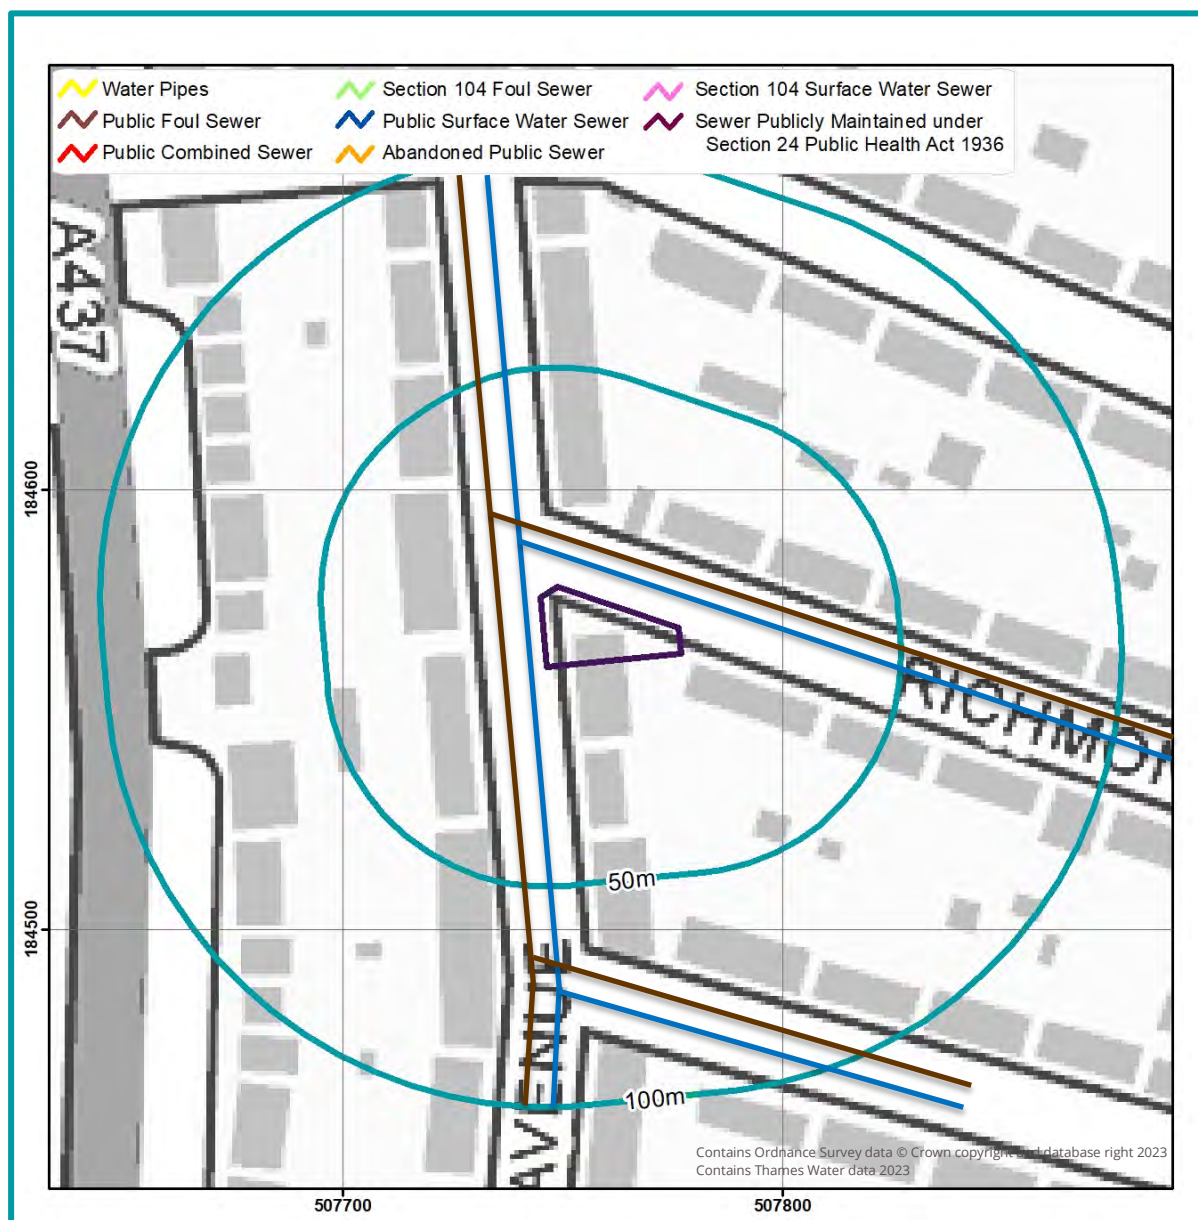 Water Pipes
Section 104 Foul Sewer
Section 104 Surface Water Sewer
Public Foul Sewer
Public Surface Water Sewer
Sewer Publicly Maintained under
Section 24 Public Health Act 1936
Public Combined Sewer
Abandoned Public Sewer
A437
184600
RICHMO
50m
184500
100m
Contains Ordnance Survey data © Crown copyright and database right 2023
Contains Thames Water data 2023
507700
507800